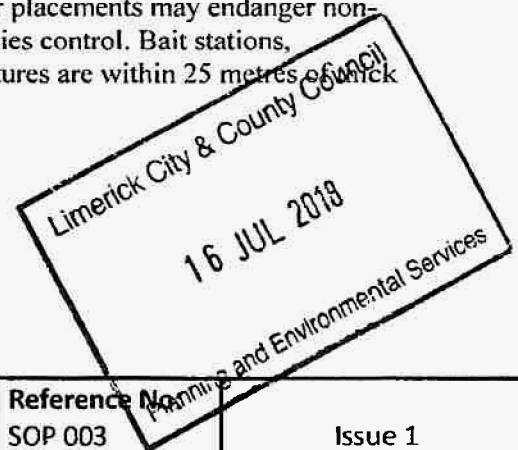 r placements may endanger non-
ies control. Bait stations,
tures are within 25 metres of thick
Limerick City & County Council
16 JUL
Planning and Environmental Services
Reference No.
SOP 003
Issue 1